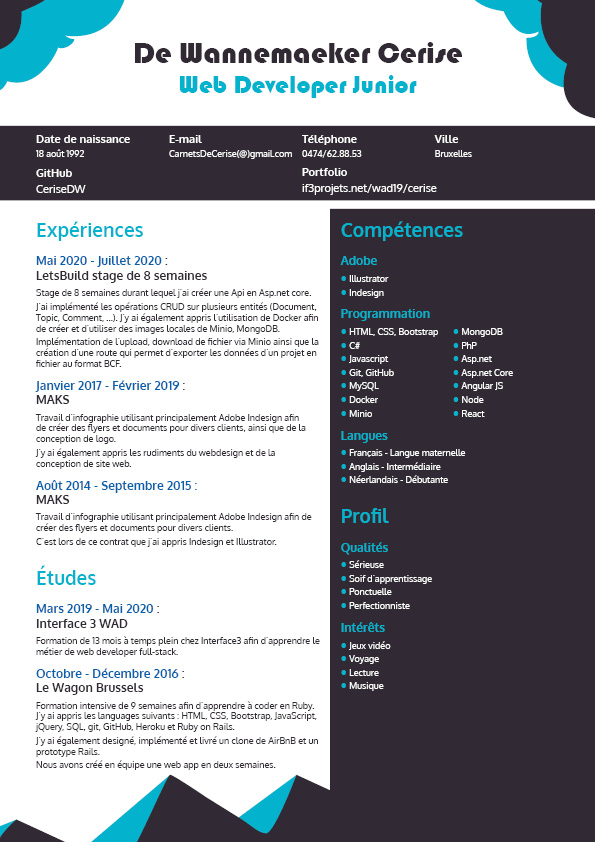 De Wannemaeker Cerise
Web Developer Junior
Date de naissance
18 août 1992
E-mail
CarnetsDeCerise(@)gmail.com
Téléphone
0474/62.88.53
Ville
Bruxelles
GitHub
CeriseDW
Portfolio
if3projets.net/wad19/cerise
Expériences
Mai 2020 - Juillet 2020 :
LetsBuild stage de 8 semaines
Stage de 8 semaines durant lequel j'ai créer une Api en Asp.net core.
J'ai implémenté les opérations CRUD sur plusieurs entités (Document,
Topic, Comment, ...). J'y ai également appris l'utilisation de Docker afin
de créer et d'utiliser des images locales de Minio, MongoDB.
Implémentation de l'upload, download de fichier via Minio ainsi que la
création d'une route qui permet d'exporter les données d'un projet en
fichier au format BCF.
Janvier 2017 - Février 2019 :
MAKS
Travail d'infographie utilisant principalement Adobe Indesign afin
de créer des flyers et documents pour divers clients, ainsi que de la
conception de logo.
J'y ai également appris les rudiments du webdesign et de la
conception de site web.
Août 2014 - Septembre 2015 :
MAKS
Travail d'infographie utilisant principalement Adobe Indesign afin de
créer des flyers et documents pour divers clients.
C'est lors de ce contrat que j'ai appris Indesign et Illustrator.
Études
Mars 2019 - Mai 2020 :
Interface 3 WAD
Formation de 13 mois à temps plein chez Interface3 afin d'apprendre le
métier de web developer full-stack.
Octobre - Décembre 2016 :
Le Wagon Brussels
Formation intensive de 9 semaines afin d'apprendre à coder en Ruby.
J'y ai appris les languages suivants : HTML, CSS, Bootstrap, JavaScript,
jQuery, SQL, git, GitHub, Heroku et Ruby on Rails.
J'y ai également designé, implémenté et livré un clone de AirBnB et un
prototype Rails.
Nous avons créé en équipe une web app en deux semaines.
Compétences
Adobe
• Illustrator
• Indesign
Programmation
• HTML, CSS, Bootstrap
• C#
• Javascript
• Git, GitHub
• MySQL
• Docker
• Minio
• MongoDB
• PhP
• Asp.net
• Asp.net Core
• Angular JS
• Node
• React
Langues
• Français - Langue maternelle
• Anglais - Intermédiaire
• Néerlandais - Débutante
Profil
Qualités
• Sérieuse
• Soif d'apprentissage
• Ponctuelle
• Perfectionniste
Intérêts
• Jeux vidéo
• Voyage
• Lecture
• Musique